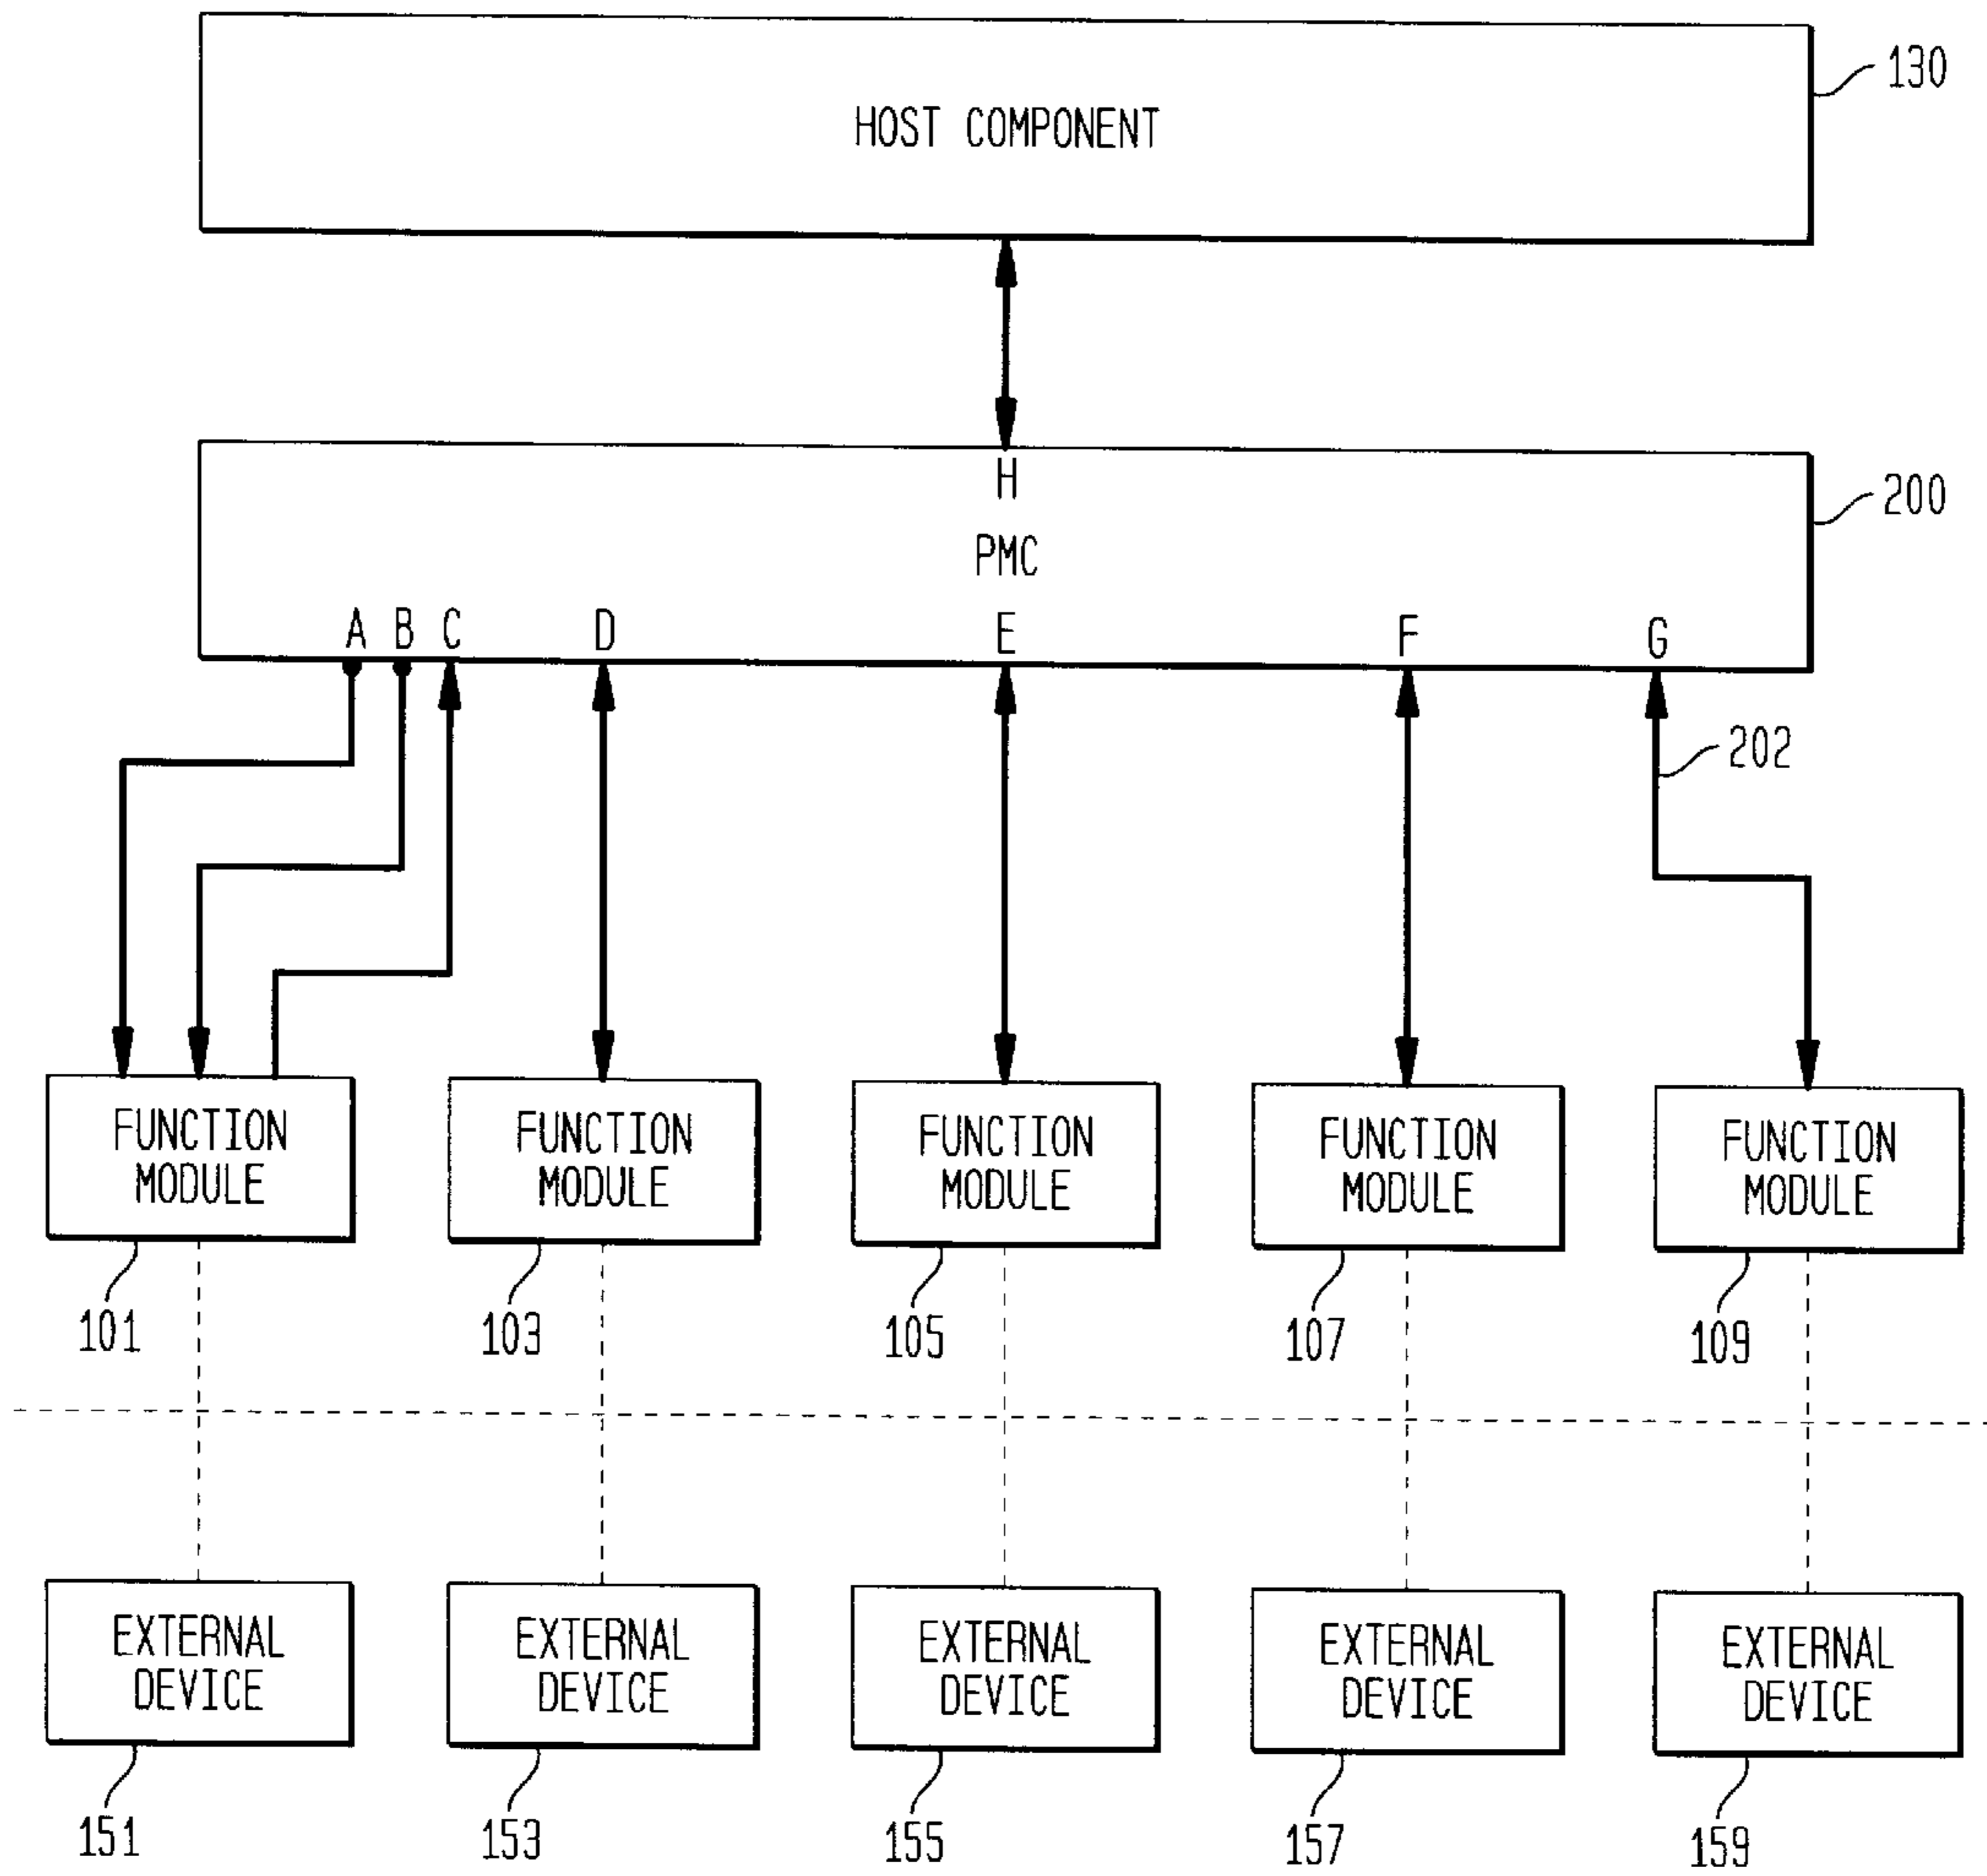 HOST COMPONENT
130
H
200
PMC
A B C D E F G
202
FUNCTION
MODULE
FUNCTION
MODULE
FUNCTION
MODULE
FUNCTION
MODULE
FUNCTION
MODULE
101
103
105
107
109
EXTERNAL
DEVICE
EXTERNAL
DEVICE
EXTERNAL
DEVICE
EXTERNAL
DEVICE
EXTERNAL
DEVICE
151
153
155
157
159